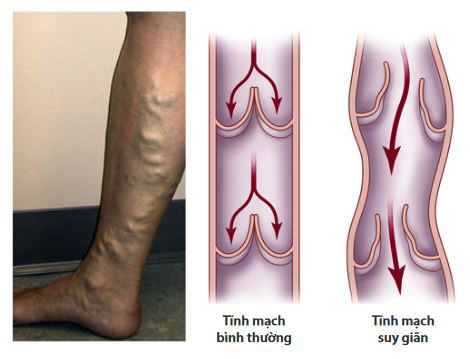 Tĩnh mạch
bình thường
Tĩnh mạch
suy giãn